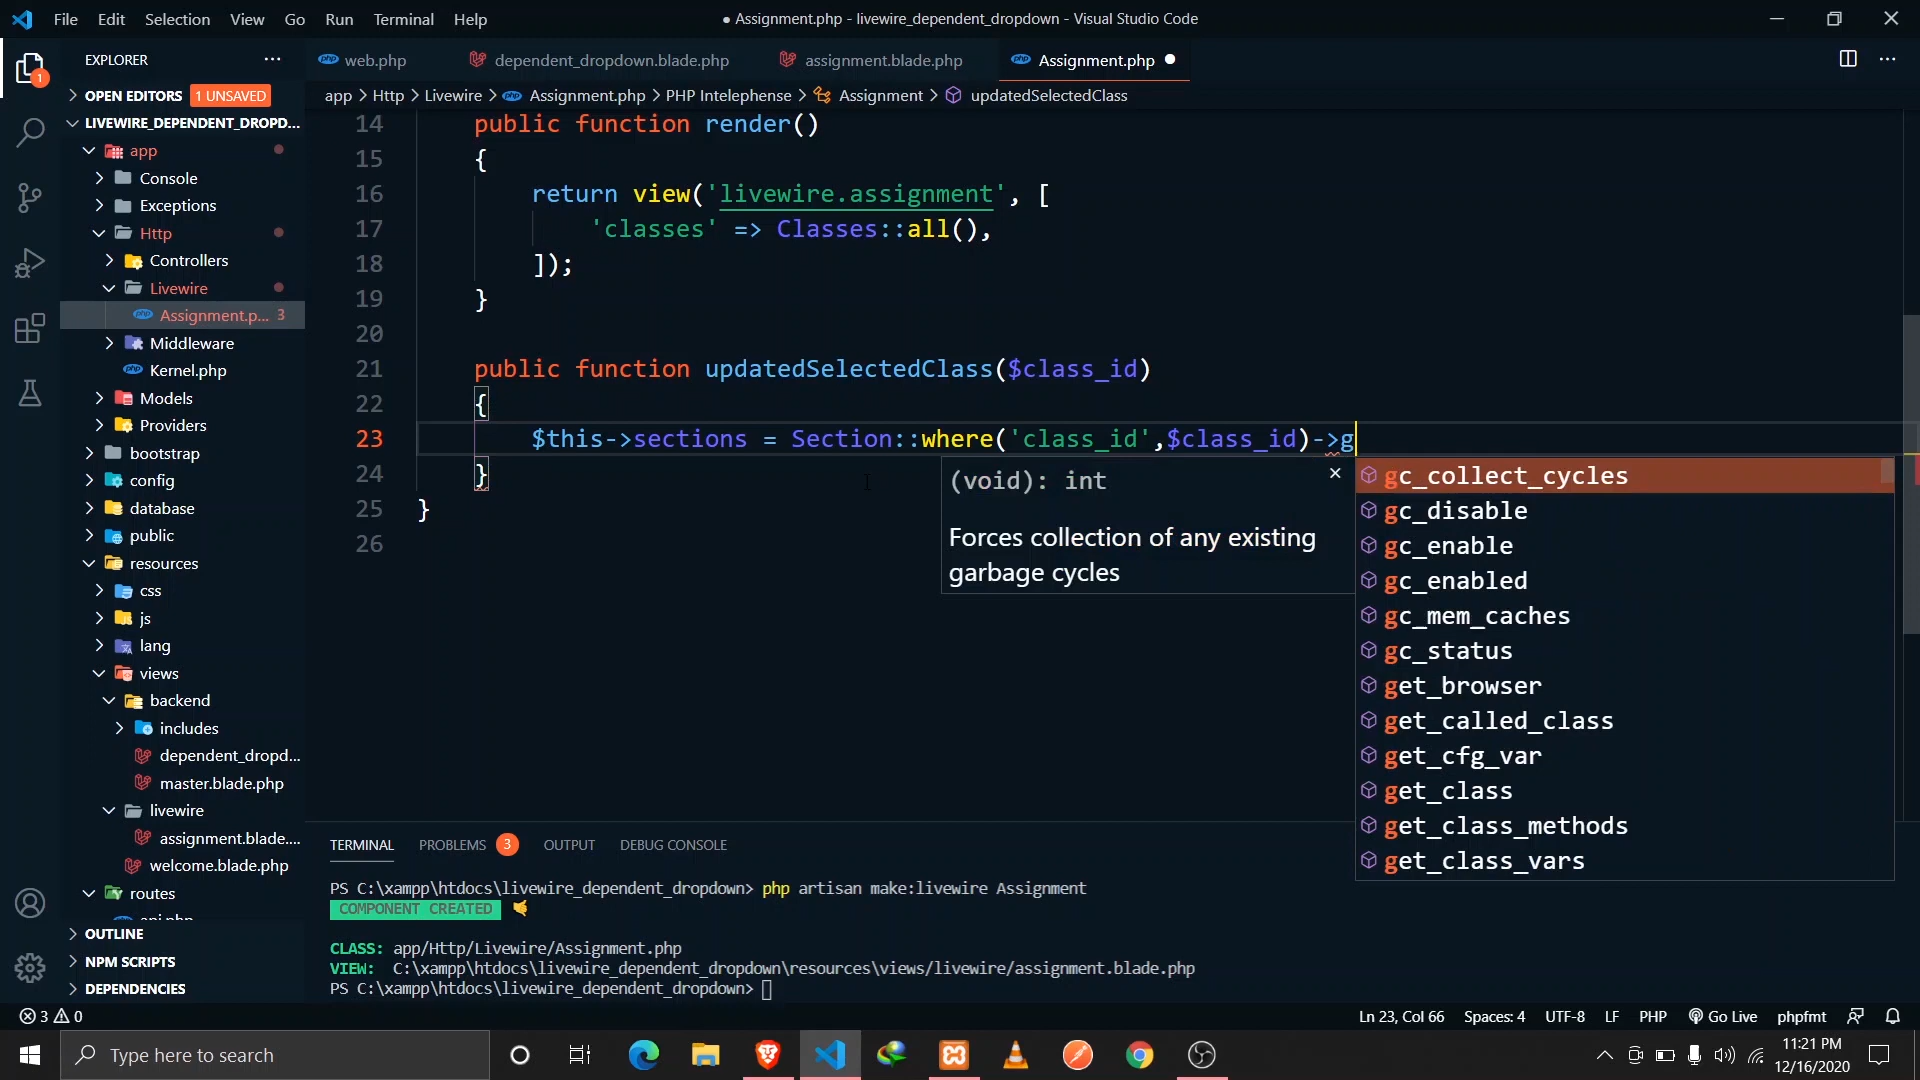 File Edit Selection View Go Run Terminal Help
● Assignment.php - livewire_dependent_dropdown - Visual Studio Code
EXPLORER
web.php
dependent_dropdown.blade.php
assignment.blade.php
Assignment.php
OPEN EDITORS 1 UNSAVED
app > Http > Livewire > Assignment.php > PHP Intelephense > Assignment > updatedSelectedClass
LIVEWIRE_DEPENDENT_DROPD...
app
Console
Exceptions
Http
Controllers
Livewire
Assignment.p... 3
Middleware
Kernel.php
Models
Providers
bootstrap
config
database
public
resources
css
js
lang
views
backend
includes
dependent_dropd...
master.blade.php
livewire
assignment.blade....
welcome.blade.php
routes
api.php
OUTLINE
NPM SCRIPTS
DEPENDENCIES
1
14 public function render()
15 {
16 return view('livewire.assignment', [
17 'classes' => Classes::all(),
18 ]);
19 }
20
21 public function updatedSelectedClass($class_id)
22 {
23 $this->sections = Section::where('class_id',$class_id)->g
24 }
25 }
26
(void): int
Forces collection of any existing
garbage cycles
gc_collect_cycles
gc_disable
gc_enable
gc_enabled
gc_mem_caches
gc_status
get_browser
get_called_class
get_cfg_var
get_class
get_class_methods
get_class_vars
TERMINAL PROBLEMS 3 OUTPUT DEBUG CONSOLE
PS C:\xampp\htdocs\livewire_dependent_dropdown> php artisan make:livewire Assignment
COMPONENT CREATED 🤙
CLASS: app/Http/Livewire/Assignment.php
VIEW: C:\xampp\htdocs\livewire_dependent_dropdown\resources\views/livewire/assignment.blade.php
PS C:\xampp\htdocs\livewire_dependent_dropdown>
3 0
Ln 23, Col 66 Spaces: 4 UTF-8 LF PHP Go Live phpfmt
Type here to search
11:21 PM
12/16/2020